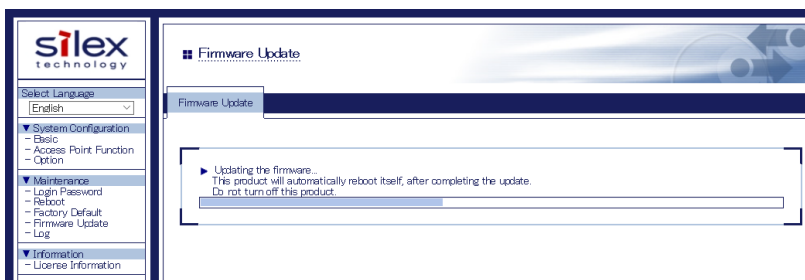 silex
technology
Select Language
English
▼ System Configuration
- Basic
- Access Point Function
- Option
▼ Maintenance
- Login Password
- Reboot
- Factory Default
- Firmware Update
- Log
▼ Information
- License Information
Firmware Update
Firmware Update
Updating the firmware...
This product will automatically reboot itself, after completing the update.
Do not turn off this product.